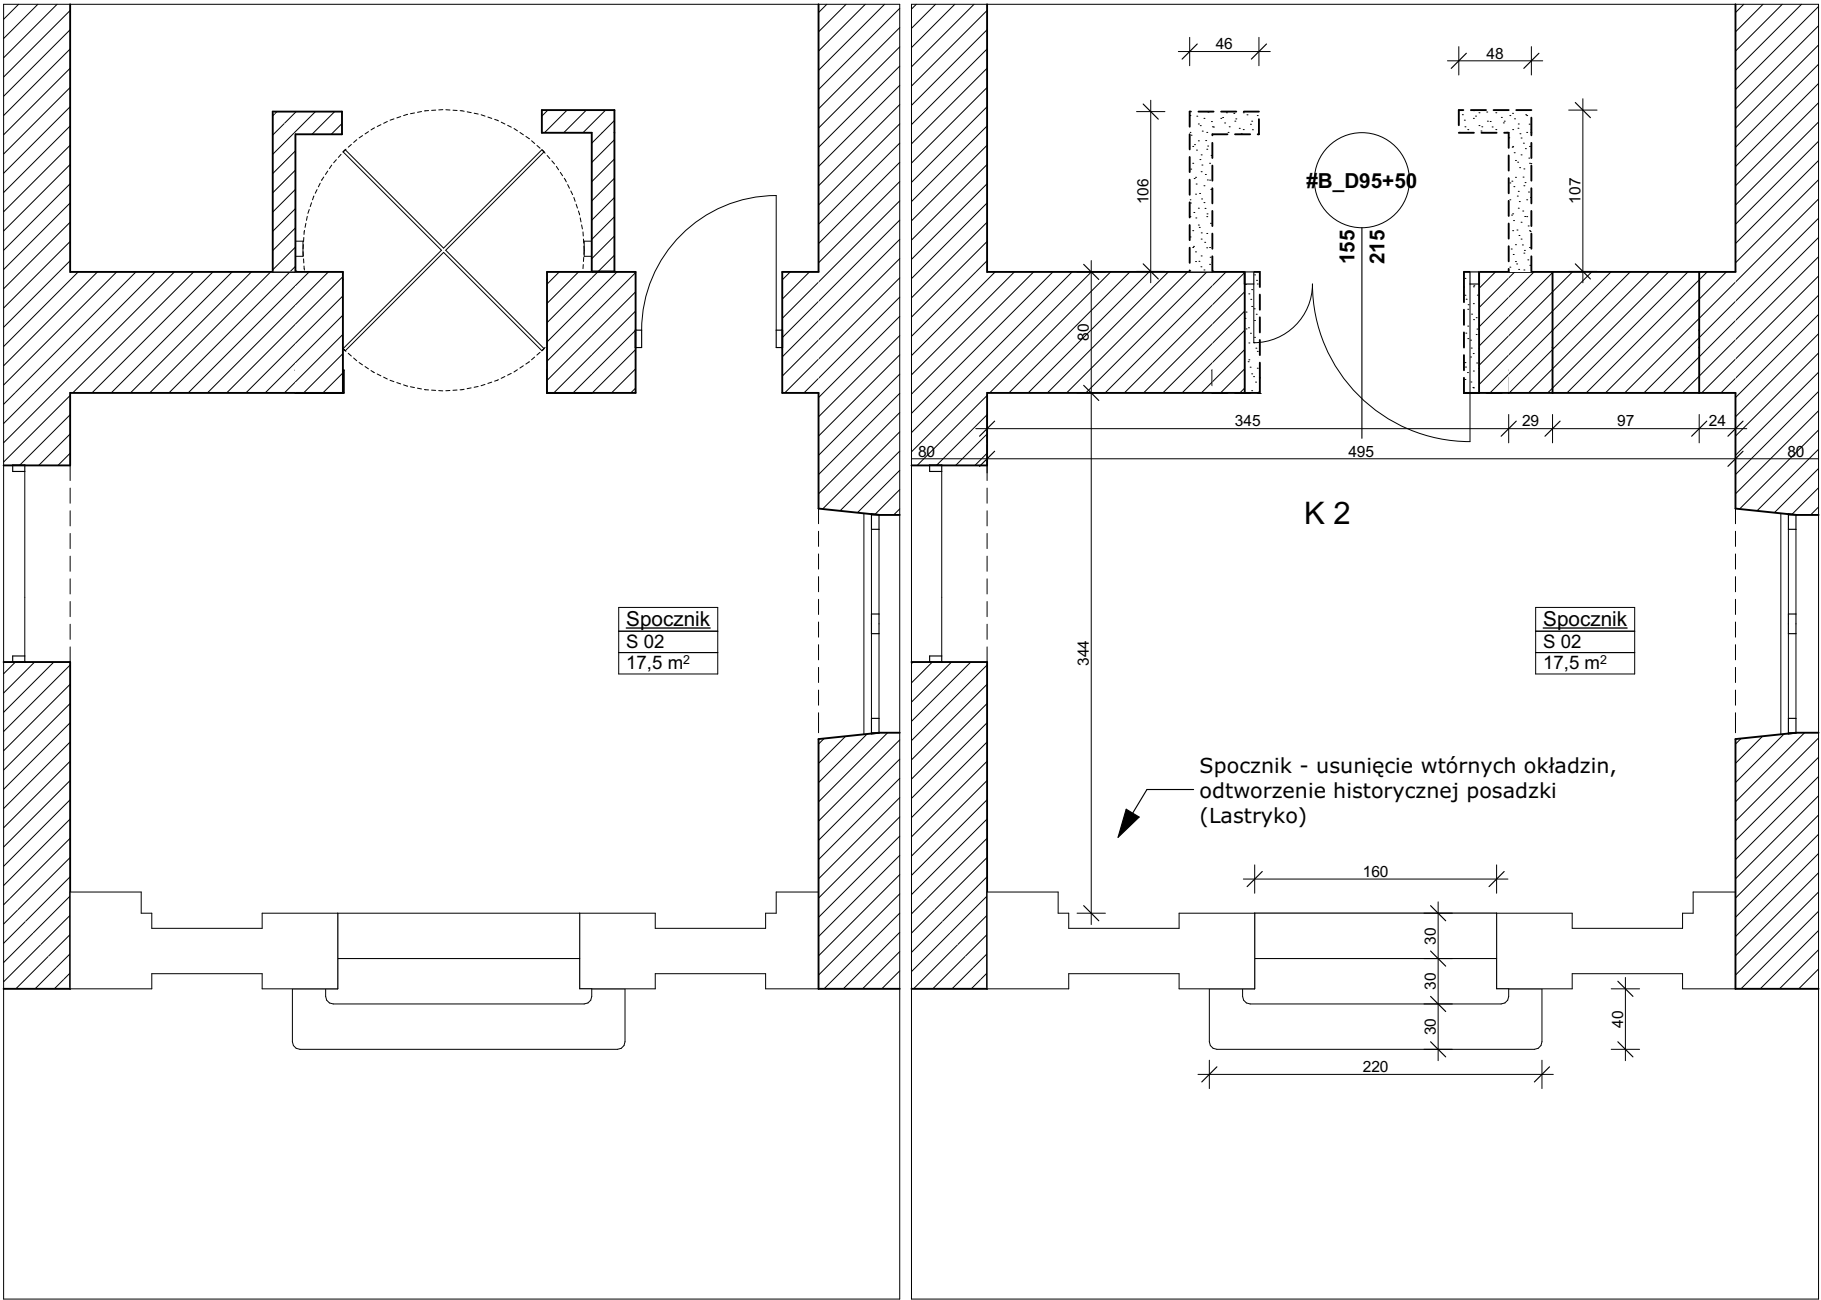 Spocznik
S 02
17,5 m²
46
48
106
107
#B_D95+50
155
215
80
345
29
97
24
80
495
80
K 2
344
Spocznik
S 02
17,5 m²
Spocznik - usunięcie wtórnych okładzin,
odtworzenie historycznej posadzki
(Lastryko)
160
30
30
30
40
220